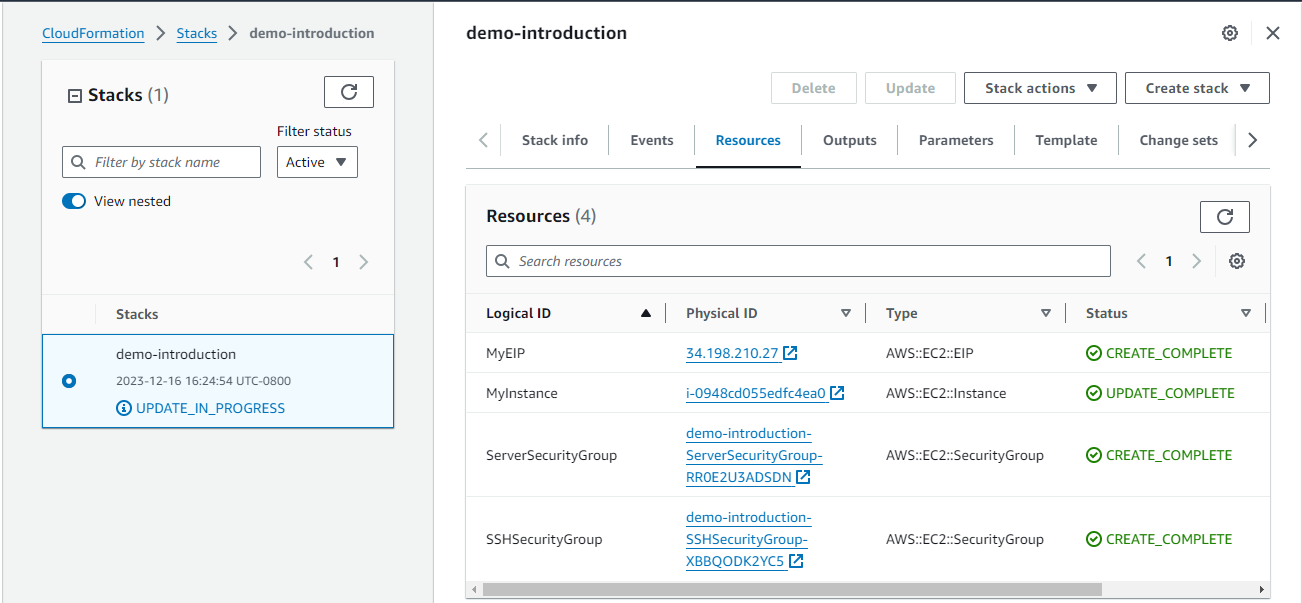 CloudFormation > Stacks > demo-introduction
Stacks (1)
Filter status
Filter by stack name
Active
View nested
1
Stacks
demo-introduction
2023-12-16 16:24:54 UTC-0800
UPDATE_IN_PROGRESS
demo-introduction
Delete Update Stack actions Create stack
Stack info Events Resources Outputs Parameters Template Change sets
Resources (4)
Search resources
1
Logical ID Physical ID Type Status
MyEIP 34.198.210.27 AWS::EC2::EIP CREATE_COMPLETE
MyInstance i-0948cd055edfc4ea0 AWS::EC2::Instance UPDATE_COMPLETE
demo-introduction-
ServerSecurityGroup ServerSecurityGroup- AWS::EC2::SecurityGroup CREATE_COMPLETE
RR0E2U3ADSDN
demo-introduction-
SSHSecurityGroup SSHSecurityGroup- AWS::EC2::SecurityGroup CREATE_COMPLETE
XBBQODK2YC5